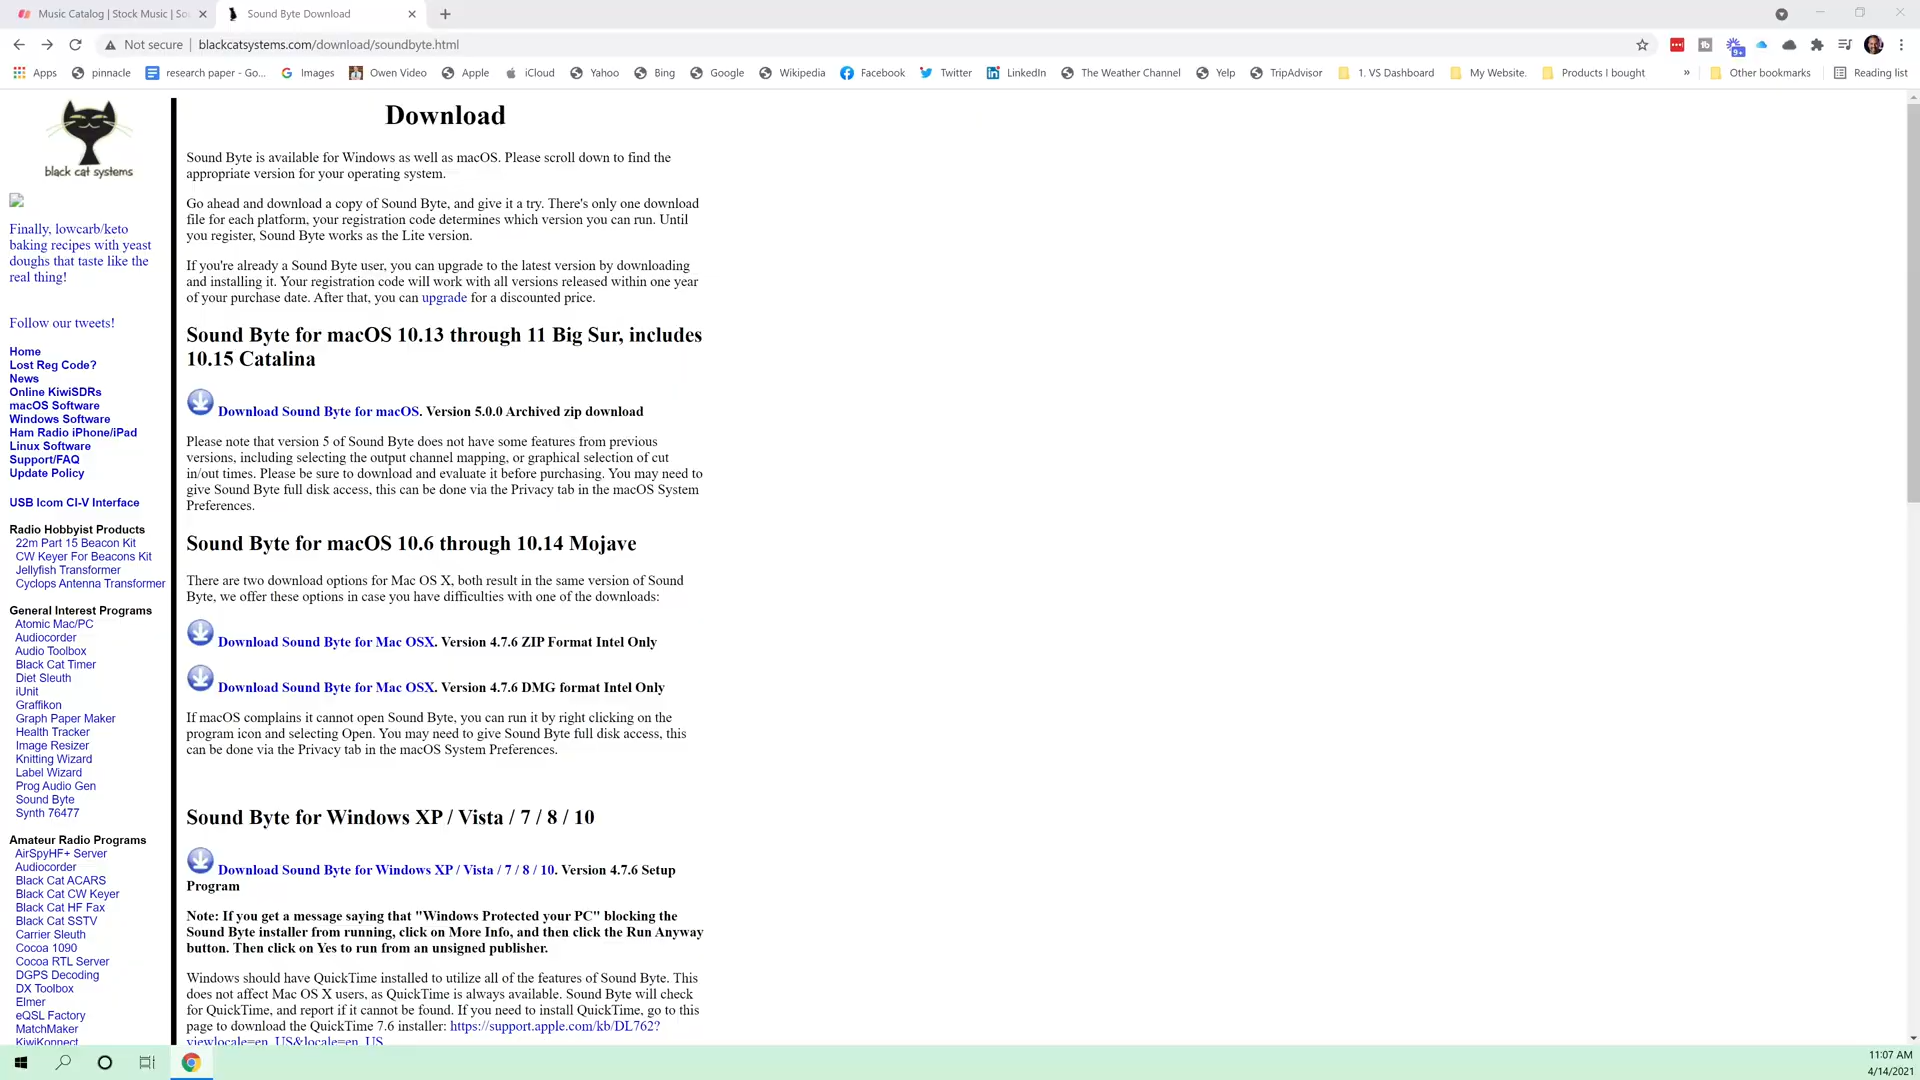 Music Catalog | Stock Music | So
Sound Byte Download
Not secure | blackcatsystems.com/download/soundbyte.html
Apps
pinnacle
research paper - Go...
Images
Owen Video
Apple
iCloud
Yahoo
Bing
Google
Wikipedia
Facebook
Twitter
LinkedIn
The Weather Channel
Yelp
TripAdvisor
1. VS Dashboard
My Website.
Products I bought
»
Other bookmarks
Reading list
9+
black cat systems
Finally, lowcarb/keto
baking recipes with yeast
doughs that taste like the
real thing!
Follow our tweets!
Home
Lost Reg Code?
News
Online KiwiSDRs
macOS Software
Windows Software
Ham Radio iPhone/iPad
Linux Software
Support/FAQ
Update Policy
USB Icom CI-V Interface
Radio Hobbyist Products
22m Part 15 Beacon Kit
CW Keyer For Beacons Kit
Jellyfish Transformer
Cyclops Antenna Transformer
General Interest Programs
Atomic Mac/PC
Audiocorder
Audio Toolbox
Black Cat Timer
Diet Sleuth
iUnit
Graffikon
Graph Paper Maker
Health Tracker
Image Resizer
Knitting Wizard
Label Wizard
Prog Audio Gen
Sound Byte
Synth 76477
Amateur Radio Programs
AirSpyHF+ Server
Audiocorder
Black Cat ACARS
Black Cat CW Keyer
Black Cat HF Fax
Black Cat SSTV
Carrier Sleuth
Cocoa 1090
Cocoa RTL Server
DGPS Decoding
DX Toolbox
Elmer
eQSL Factory
MatchMaker
KiwiKonnect
Download
Sound Byte is available for Windows as well as macOS. Please scroll down to find the
appropriate version for your operating system.
Go ahead and download a copy of Sound Byte, and give it a try. There's only one download
file for each platform, your registration code determines which version you can run. Until
you register, Sound Byte works as the Lite version.
If you're already a Sound Byte user, you can upgrade to the latest version by downloading
and installing it. Your registration code will work with all versions released within one year
of your purchase date. After that, you can upgrade for a discounted price.
Sound Byte for macOS 10.13 through 11 Big Sur, includes
10.15 Catalina
Download Sound Byte for macOS. Version 5.0.0 Archived zip download
Please note that version 5 of Sound Byte does not have some features from previous
versions, including selecting the output channel mapping, or graphical selection of cut
in/out times. Please be sure to download and evaluate it before purchasing. You may need to
give Sound Byte full disk access, this can be done via the Privacy tab in the macOS System
Preferences.
Sound Byte for macOS 10.6 through 10.14 Mojave
There are two download options for Mac OS X, both result in the same version of Sound
Byte, we offer these options in case you have difficulties with one of the downloads:
Download Sound Byte for Mac OSX. Version 4.7.6 ZIP Format Intel Only
Download Sound Byte for Mac OSX. Version 4.7.6 DMG format Intel Only
If macOS complains it cannot open Sound Byte, you can run it by right clicking on the
program icon and selecting Open. You may need to give Sound Byte full disk access, this
can be done via the Privacy tab in the macOS System Preferences.
Sound Byte for Windows XP / Vista / 7 / 8 / 10
Download Sound Byte for Windows XP / Vista / 7 / 8 / 10. Version 4.7.6 Setup
Program
Note: If you get a message saying that "Windows Protected your PC" blocking the
Sound Byte installer from running, click on More Info, and then click the Run Anyway
button. Then click on Yes to run from an unsigned publisher.
Windows should have QuickTime installed to utilize all of the features of Sound Byte. This
does not affect Mac OS X users, as QuickTime is always available. Sound Byte will check
for QuickTime, and report if it cannot be found. If you need to install QuickTime, go to this
page to download the QuickTime 7.6 installer: https://support.apple.com/kb/DL762?
viewlocale=en_US&locale=en_US
11:07 AM
4/14/2021